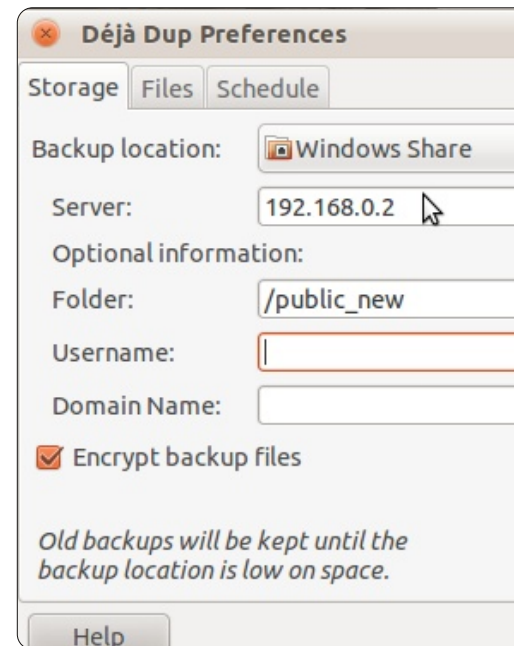 Déjà Dup Preferences
Storage Files Schedule
Backup location: Windows Share
Server: 192.168.0.2
Optional information:
Folder: /public_new
Username:
Domain Name:
Encrypt backup files
Old backups will be kept until the
backup location is low on space.
Help